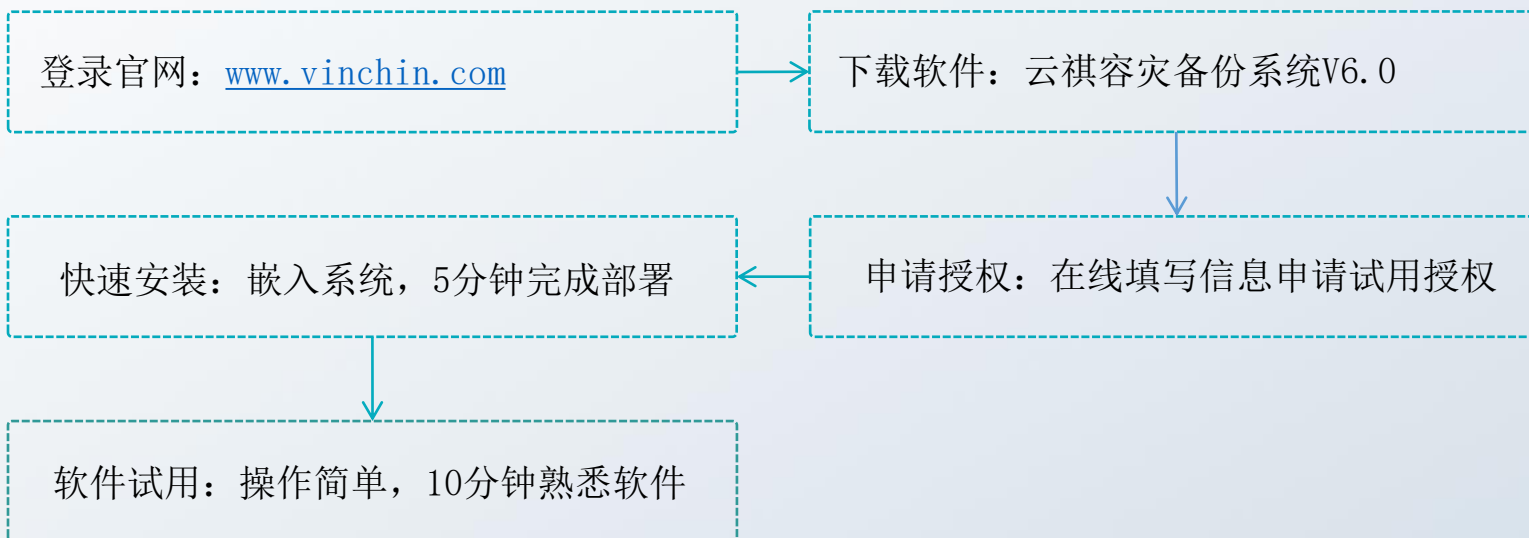 登录官网：www.vinchin.com
下载软件：云祺容灾备份系统V6.0
申请授权：在线填写信息申请试用授权
快速安装：嵌入系统，5分钟完成部署
软件试用：操作简单，10分钟熟悉软件